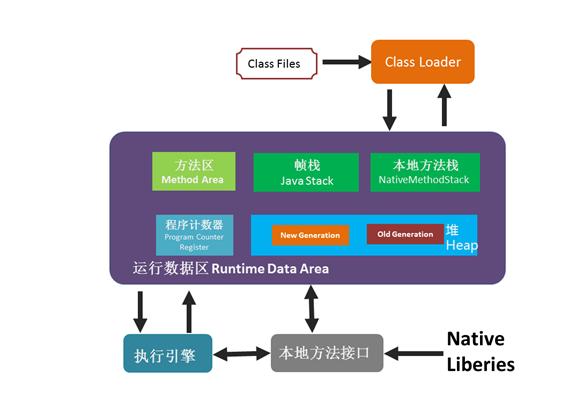 Class Files
Class Loader
方法区
Method Area
帧栈
Java Stack
本地方法栈
NativeMethodStack
程序计数器
Program Counter
Register
New Generation
Old Generation
堆
Heap
运行数据区 Runtime Data Area
执行引擎
本地方法接口
Native
Liberies